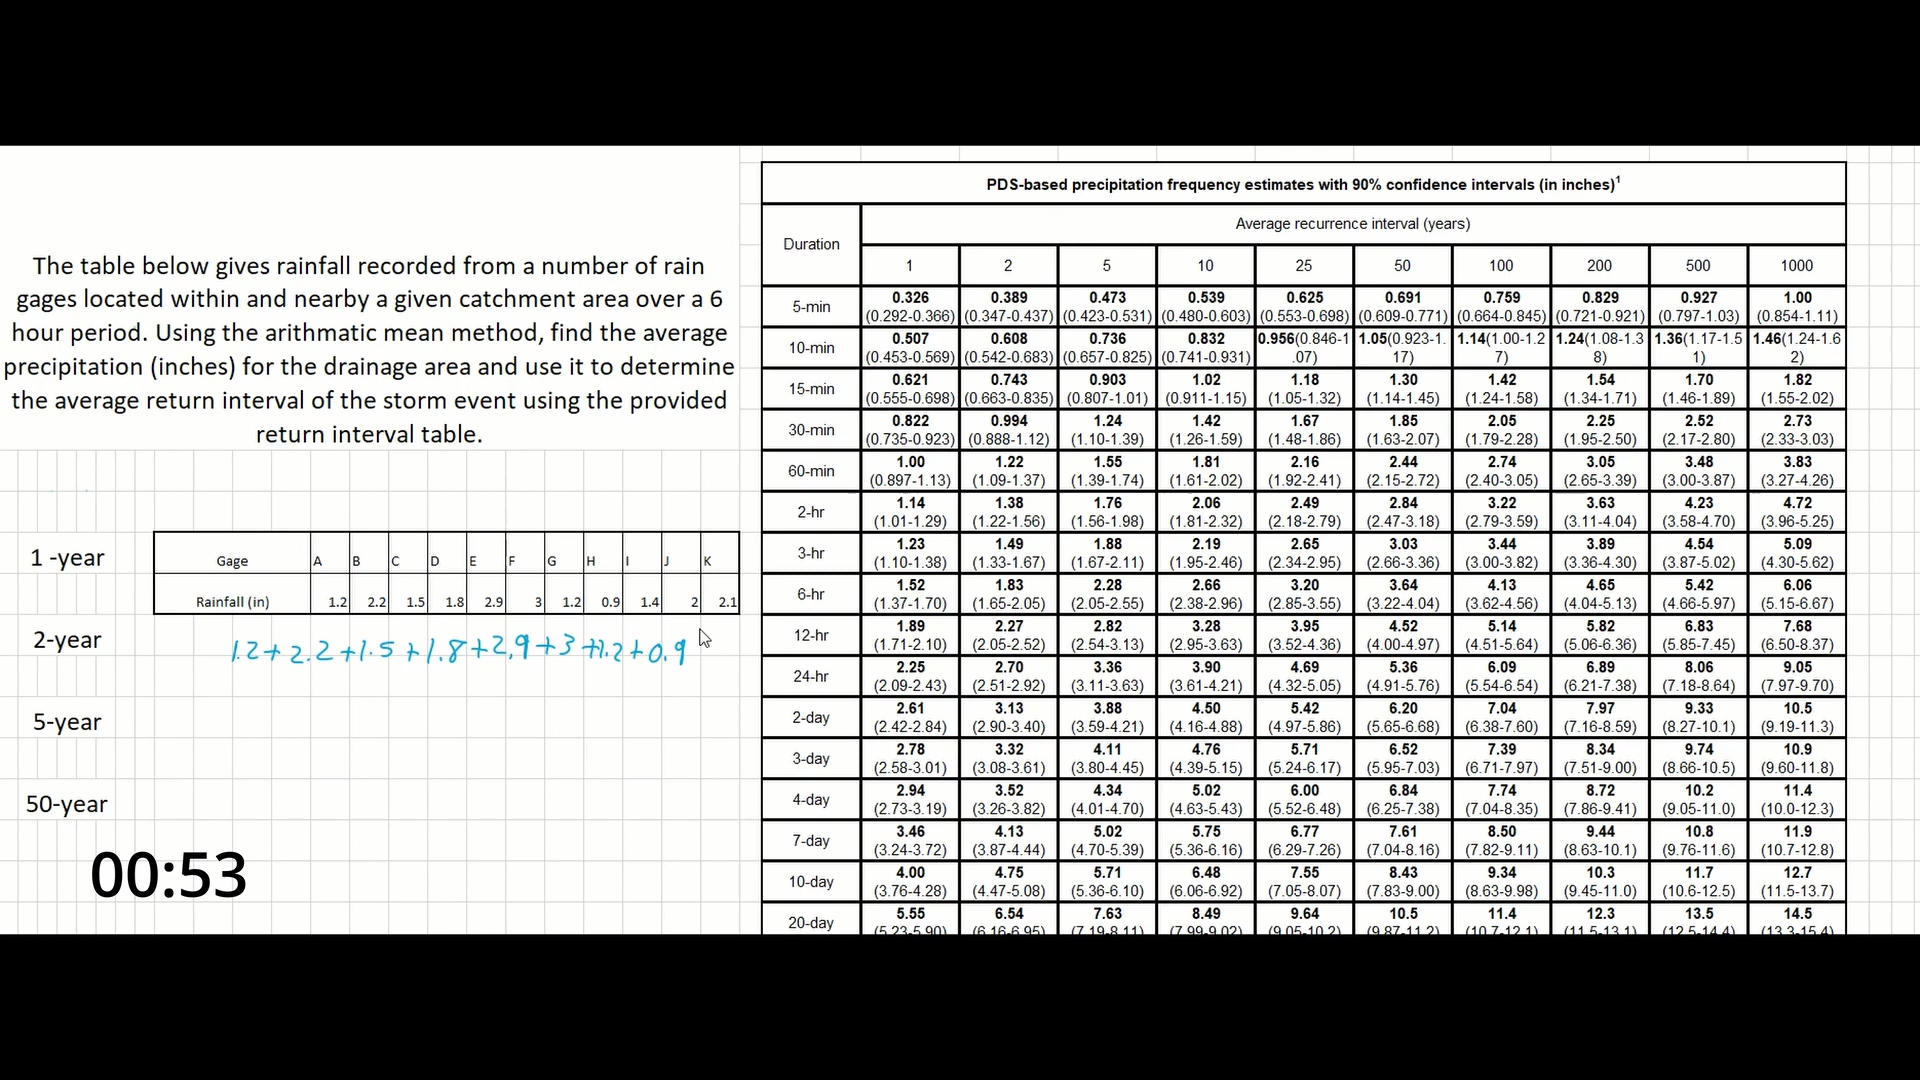 The table below gives rainfall recorded from a number of rain
gages located within and nearby a given catchment area over a 6
hour period. Using the arithmatic mean method, find the average
precipitation (inches) for the drainage area and use it to determine
the average return interval of the storm event using the provided
return interval table.
1 -year
2-year
5-year
50-year
Gage A B C D E F G H I J K
Rainfall (in) 1.2 2.2 1.5 1.8 2.9 3 1.2 0.9 1.4 2 2.1
1.2+2.2+1.5+1.8+2.9+3+1.2+0.9
00:53
PDS-based precipitation frequency estimates with 90% confidence intervals (in inches)1
Duration
Average recurrence interval (years)
1 2 5 10 25 50 100 200 500 1000
5-min
0.326 0.389 0.473 0.539 0.625 0.691 0.759 0.829 0.927 1.00
(0.292-0.366) (0.347-0.437) (0.423-0.531) (0.480-0.603) (0.553-0.698) (0.609-0.771) (0.664-0.845) (0.721-0.921) (0.797-1.03) (0.854-1.11)
10-min
0.507 0.608 0.736 0.832 0.956(0.846-1 1.05(0.923-1. 1.14(1.00-1.2 1.24(1.08-1.3 1.36(1.17-1.5 1.46(1.24-1.6
(0.453-0.569) (0.542-0.683) (0.657-0.825) (0.741-0.931) .07) 17) 7) 8) 1) 2)
15-min
0.621 0.743 0.903 1.02 1.18 1.30 1.42 1.54 1.70 1.82
(0.555-0.698) (0.663-0.835) (0.807-1.01) (0.911-1.15) (1.05-1.32) (1.14-1.45) (1.24-1.58) (1.34-1.71) (1.46-1.89) (1.55-2.02)
30-min
0.822 0.994 1.24 1.42 1.67 1.85 2.05 2.25 2.52 2.73
(0.735-0.923) (0.888-1.12) (1.10-1.39) (1.26-1.59) (1.48-1.86) (1.63-2.07) (1.79-2.28) (1.95-2.50) (2.17-2.80) (2.33-3.03)
60-min
1.00 1.22 1.55 1.81 2.16 2.44 2.74 3.05 3.48 3.83
(0.897-1.13) (1.09-1.37) (1.39-1.74) (1.61-2.02) (1.92-2.41) (2.15-2.72) (2.40-3.05) (2.65-3.39) (3.00-3.87) (3.27-4.26)
2-hr
1.14 1.38 1.76 2.06 2.49 2.84 3.22 3.63 4.23 4.72
(1.01-1.29) (1.22-1.56) (1.56-1.98) (1.81-2.32) (2.18-2.79) (2.47-3.18) (2.79-3.59) (3.11-4.04) (3.58-4.70) (3.96-5.25)
3-hr
1.23 1.49 1.88 2.19 2.65 3.03 3.44 3.89 4.54 5.09
(1.10-1.38) (1.33-1.67) (1.67-2.11) (1.95-2.46) (2.34-2.95) (2.66-3.36) (3.00-3.82) (3.36-4.30) (3.87-5.02) (4.30-5.62)
6-hr
1.52 1.83 2.28 2.66 3.20 3.64 4.13 4.65 5.42 6.06
(1.37-1.70) (1.65-2.05) (2.05-2.55) (2.38-2.96) (2.85-3.55) (3.22-4.04) (3.62-4.56) (4.04-5.13) (4.66-5.97) (5.15-6.67)
12-hr
1.89 2.27 2.82 3.28 3.95 4.52 5.14 5.82 6.83 7.68
(1.71-2.10) (2.05-2.52) (2.54-3.13) (2.95-3.63) (3.52-4.36) (4.00-4.97) (4.51-5.64) (5.06-6.36) (5.85-7.45) (6.50-8.37)
24-hr
2.25 2.70 3.36 3.90 4.69 5.36 6.09 6.89 8.06 9.05
(2.09-2.43) (2.51-2.92) (3.11-3.63) (3.61-4.21) (4.32-5.05) (4.91-5.76) (5.54-6.54) (6.21-7.38) (7.18-8.64) (7.97-9.70)
2-day
2.61 3.13 3.88 4.50 5.42 6.20 7.04 7.97 9.33 10.5
(2.42-2.84) (2.90-3.40) (3.59-4.21) (4.16-4.88) (4.97-5.86) (5.65-6.68) (6.38-7.60) (7.16-8.59) (8.27-10.1) (9.19-11.3)
3-day
2.78 3.32 4.11 4.76 5.71 6.52 7.39 8.34 9.74 10.9
(2.58-3.01) (3.08-3.61) (3.80-4.45) (4.39-5.15) (5.24-6.17) (5.95-7.03) (6.71-7.97) (7.51-9.00) (8.66-10.5) (9.60-11.8)
4-day
2.94 3.52 4.34 5.02 6.00 6.84 7.74 8.72 10.2 11.4
(2.73-3.19) (3.26-3.82) (4.01-4.70) (4.63-5.43) (5.52-6.48) (6.25-7.38) (7.04-8.35) (7.86-9.41) (9.05-11.0) (10.0-12.3)
7-day
3.46 4.13 5.02 5.75 6.77 7.61 8.50 9.44 10.8 11.9
(3.24-3.72) (3.87-4.44) (4.70-5.39) (5.36-6.16) (6.29-7.26) (7.04-8.16) (7.82-9.11) (8.63-10.1) (9.76-11.6) (10.7-12.8)
10-day
4.00 4.75 5.71 6.48 7.55 8.43 9.34 10.3 11.7 12.7
(3.76-4.28) (4.47-5.08) (5.36-6.10) (6.06-6.92) (7.05-8.07) (7.83-9.00) (8.63-9.98) (9.45-11.0) (10.6-12.5) (11.5-13.7)
20-day
5.55 6.54 7.63 8.49 9.64 10.5 11.4 12.3 13.5 14.5
(5.23-5.90) (6.16-6.95) (7.19-8.11) (7.99-9.02) (9.05-10.2) (9.87-11.2) (10.7-12.1) (11.5-13.1) (12.5-14.4) (13.3-15.4)